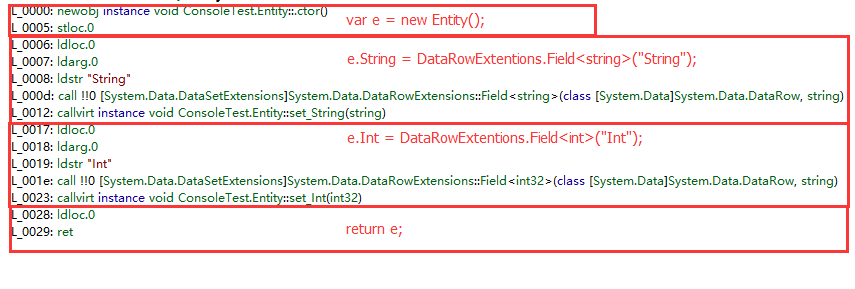 L_0000: newobj instance void ConsoleTest.Entity::.ctor()
var e = new Entity();
L_0005: stloc.0
L_0006: ldloc.0
L_0007: ldarg.0
e.String = DataRowExtentions.Field<string>("String");
L_0008: ldstr "String"
L_000d: call !!0 [System.Data.DataSetExtensions]System.Data.DataRowExtensions::Field<string>(class [System.Data]System.Data.DataRow, string)
L_0012: callvirt instance void ConsoleTest.Entity::set_String(string)
L_0017: ldloc.0
e.Int = DataRowExtentions.Field<int>("Int");
L_0018: ldarg.0
L_0019: ldstr "Int"
L_001e: call !!0 [System.Data.DataSetExtensions]System.Data.DataRowExtensions::Field<int32>(class [System.Data]System.Data.DataRow, string)
L_0023: callvirt instance void ConsoleTest.Entity::set_Int(int32)
L_0028: ldloc.0
L_0029: ret
return e;